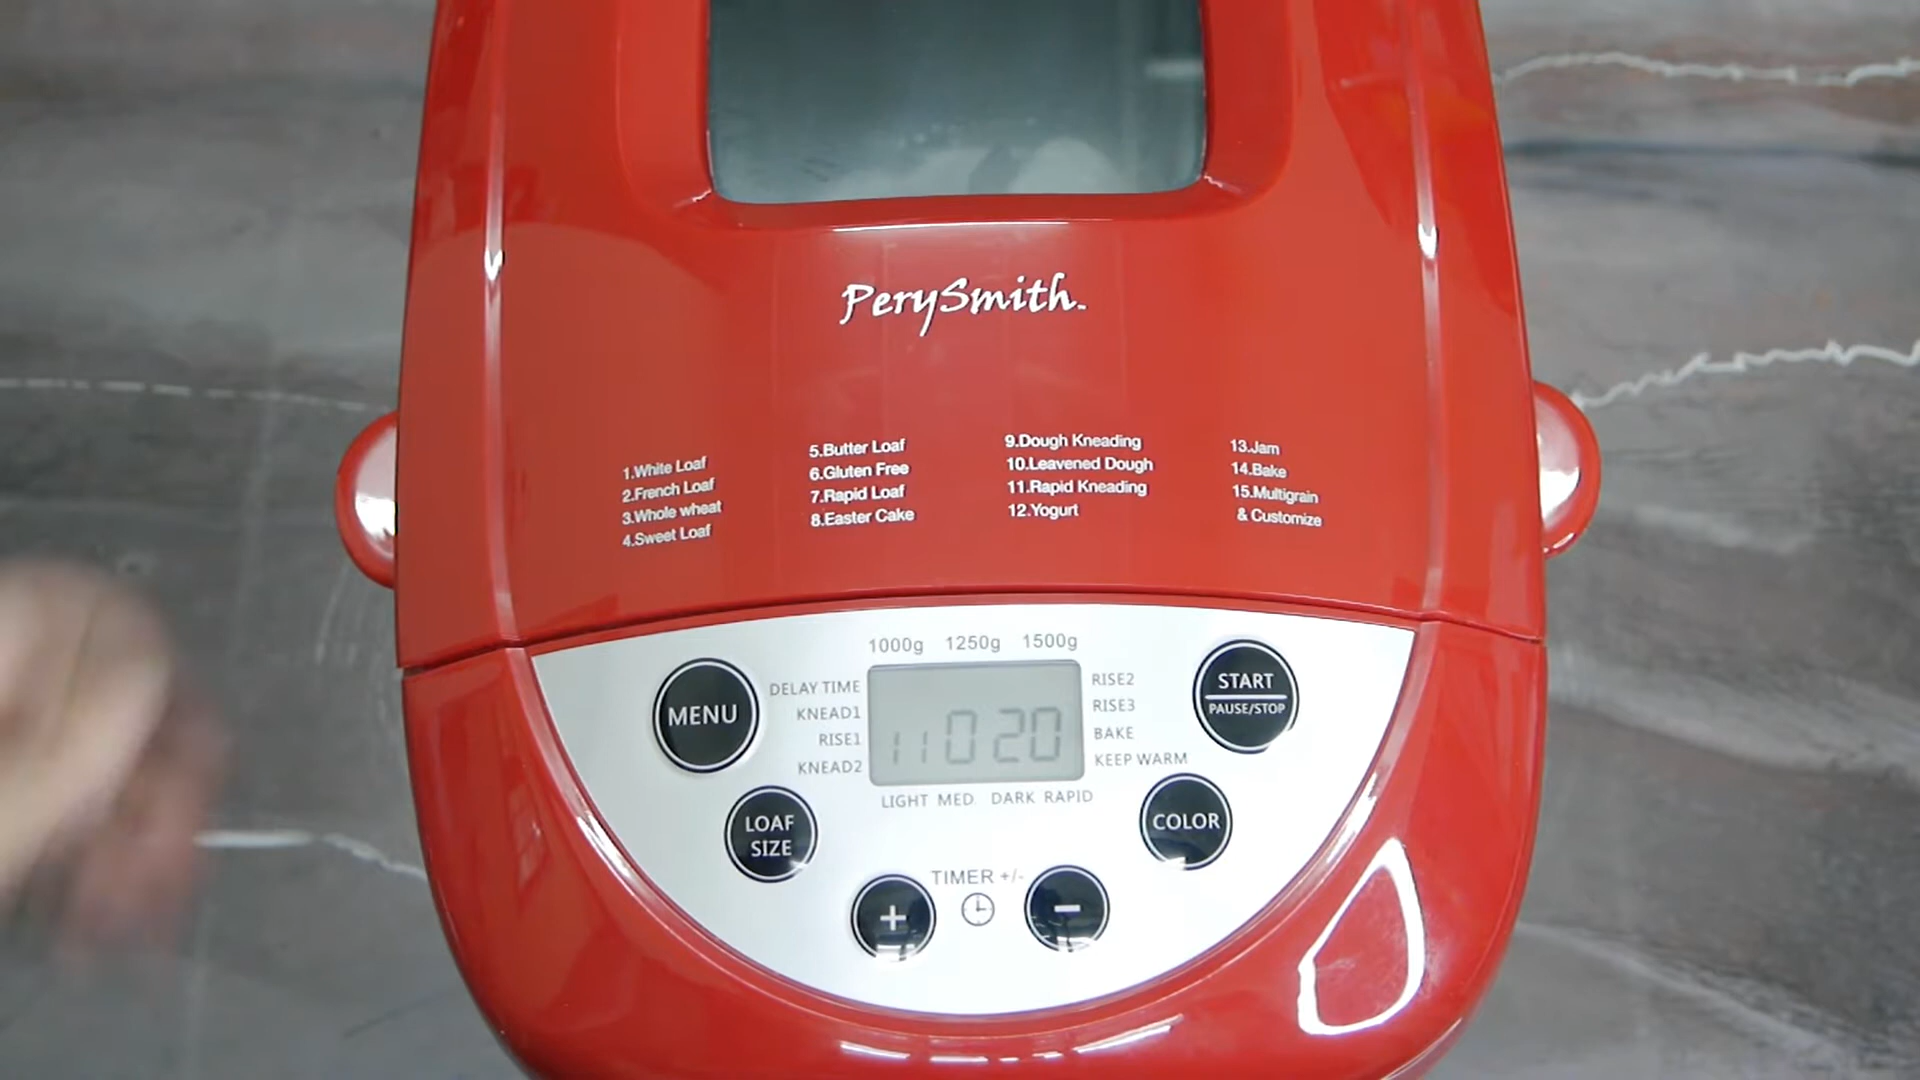 PerySmith
1.White Loaf
2.French Loaf
3.Whole wheat
4.Sweet Loaf
5.Butter Loaf
6.Gluten Free
7.Rapid Loaf
8.Easter Cake
9.Dough Kneading
10.Leavened Dough
11.Rapid Kneading
12.Yogurt
13.Jam
14.Bake
15.Multigrain
& Customize
1000g 1250g 1500g
MENU
DELAY TIME
KNEAD1
RISE1
KNEAD2
11 0 20
RISE2
RISE3
BAKE
KEEP WARM
START
PAUSE/STOP
LIGHT MED. DARK RAPID
LOAF
SIZE
COLOR
TIMER +/-
+
−